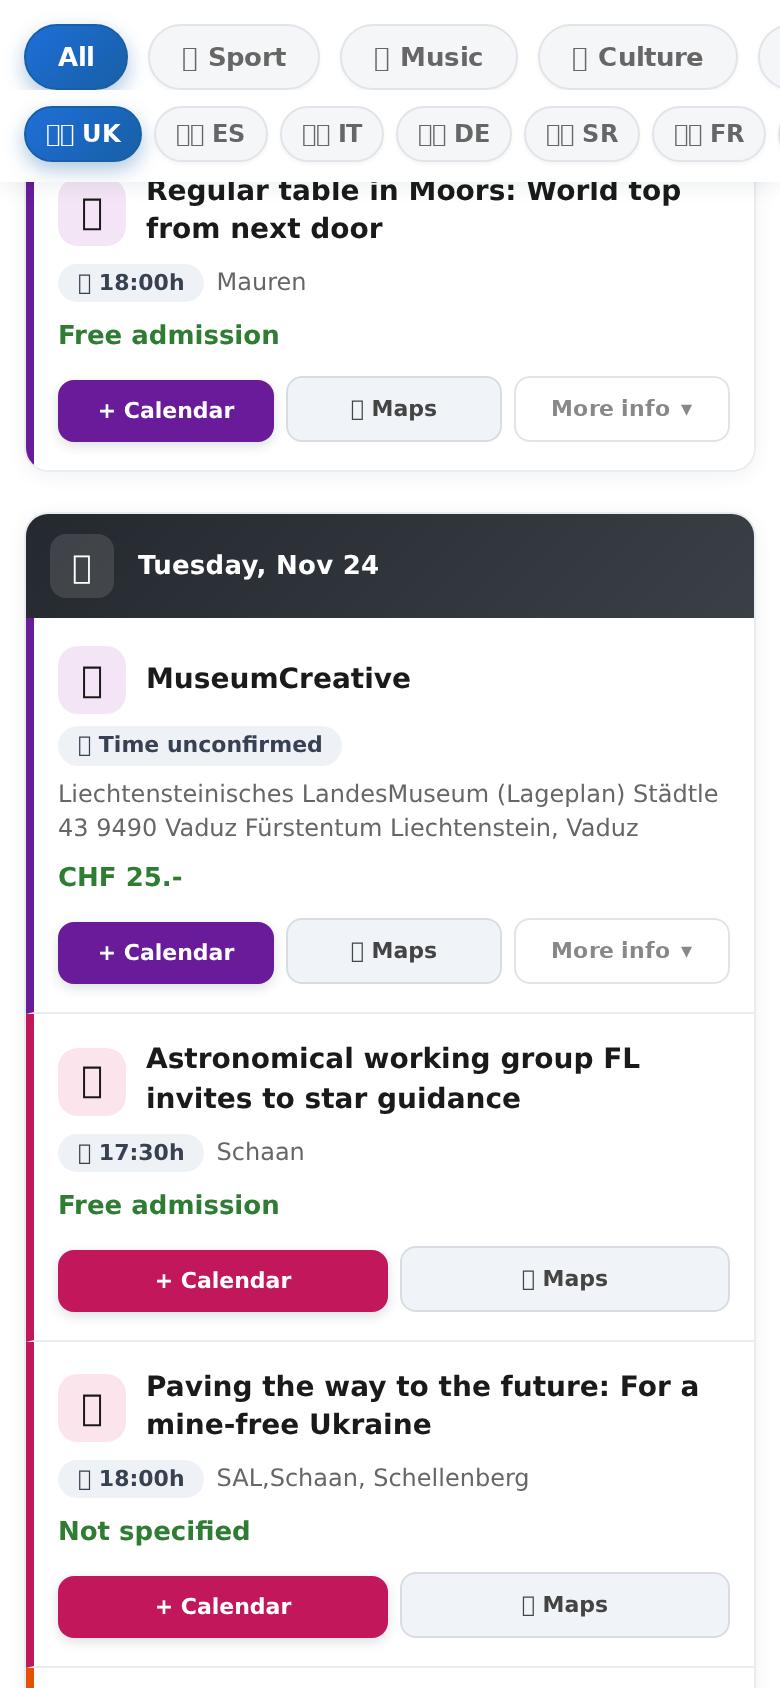 All
Sport
Music
Culture
UK
ES
IT
DE
SR
FR
Regular table in Moors: World top
from next door
18:00h Mauren
Free admission
+ Calendar
Maps
More info ▾
Tuesday, Nov 24
MuseumCreative
Time unconfirmed
Liechtensteinisches LandesMuseum (Lageplan) Städtle
43 9490 Vaduz Fürstentum Liechtenstein, Vaduz
CHF 25.-
+ Calendar
Maps
More info ▾
Astronomical working group FL
invites to star guidance
17:30h Schaan
Free admission
+ Calendar
Maps
Paving the way to the future: For a
mine-free Ukraine
18:00h SAL,Schaan, Schellenberg
Not specified
+ Calendar
Maps